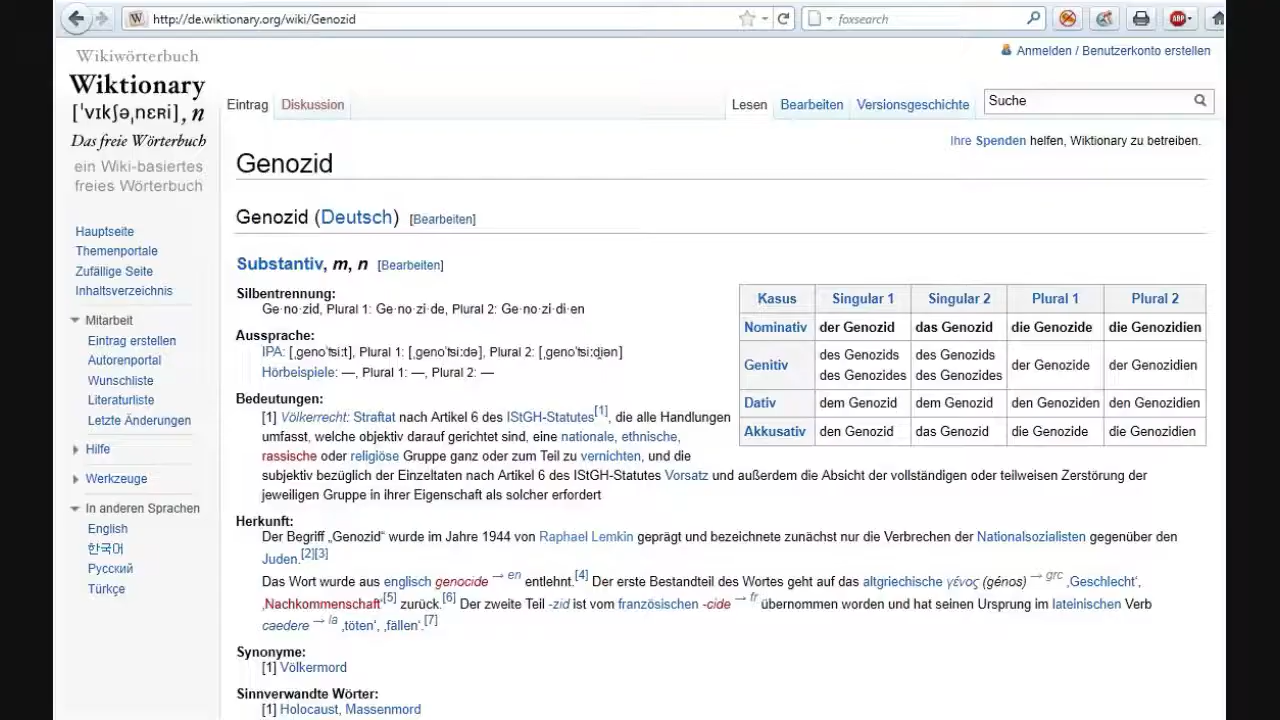 http://de.wiktionary.org/wiki/Genozid
foxsearch
ABP
Anmelden / Benutzerkonto erstellen
Wikiwörterbuch
Wiktionary
[ˈvɪkʃəˌnɛʀi], n
Das freie Wörterbuch
ein Wiki-basiertes
freies Wörterbuch
Eintrag Diskussion Lesen Bearbeiten Versionsgeschichte Suche
Ihre Spenden helfen, Wiktionary zu betreiben.
Hauptseite
Themenportale
Zufällige Seite
Inhaltsverzeichnis
Mitarbeit
Eintrag erstellen
Autorenportal
Wunschliste
Literaturliste
Letzte Änderungen
Hilfe
Werkzeuge
In anderen Sprachen
English
한국어
Русский
Türkçe
Genozid
Genozid (Deutsch) [Bearbeiten]
Substantiv, m, n [Bearbeiten]
Silbentrennung:
Ge·no·zid, Plural 1: Ge·no·zi·de, Plural 2: Ge·no·zi·di·en
Aussprache:
IPA: [ˌɡenoˈʦiːt], Plural 1: [ˌɡenoˈʦiːdə], Plural 2: [ˌɡenoˈʦiːdi̯ən]
Hörbeispiele: —, Plural 1: —, Plural 2: —
Kasus Singular 1 Singular 2 Plural 1 Plural 2
Nominativ der Genozid das Genozid die Genozide die Genozidien
Genitiv des Genozids des Genozids der Genozide der Genozidien
des Genozides des Genozides
Dativ dem Genozid dem Genozid den Genoziden den Genozidien
Akkusativ den Genozid das Genozid die Genozide die Genozidien
Bedeutungen:
[1] Völkerrecht: Straftat nach Artikel 6 des IStGH-Statutes[1], die alle Handlungen
umfasst, welche objektiv darauf gerichtet sind, eine nationale, ethnische,
rassische oder religiöse Gruppe ganz oder zum Teil zu vernichten, und die
subjektiv bezüglich der Einzeltaten nach Artikel 6 des IStGH-Statutes Vorsatz und außerdem die Absicht der vollständigen oder teilweisen Zerstörung der
jeweiligen Gruppe in ihrer Eigenschaft als solcher erfordert
Herkunft:
Der Begriff „Genozid“ wurde im Jahre 1944 von Raphael Lemkin geprägt und bezeichnete zunächst nur die Verbrechen der Nationalsozialisten gegenüber den
Juden.[2][3]
Das Wort wurde aus englisch genocide → en entlehnt.[4] Der erste Bestandteil des Wortes geht auf das altgriechische γένος (génos) → grc ‚Geschlecht‘,
‚Nachkommenschaft‘[5] zurück.[6] Der zweite Teil -zid ist vom französischen -cide → fr übernommen worden und hat seinen Ursprung im lateinischen Verb
caedere → la ‚töten‘, ‚fällen‘.[7]
Synonyme:
[1] Völkermord
Sinnverwandte Wörter:
[1] Holocaust, Massenmord